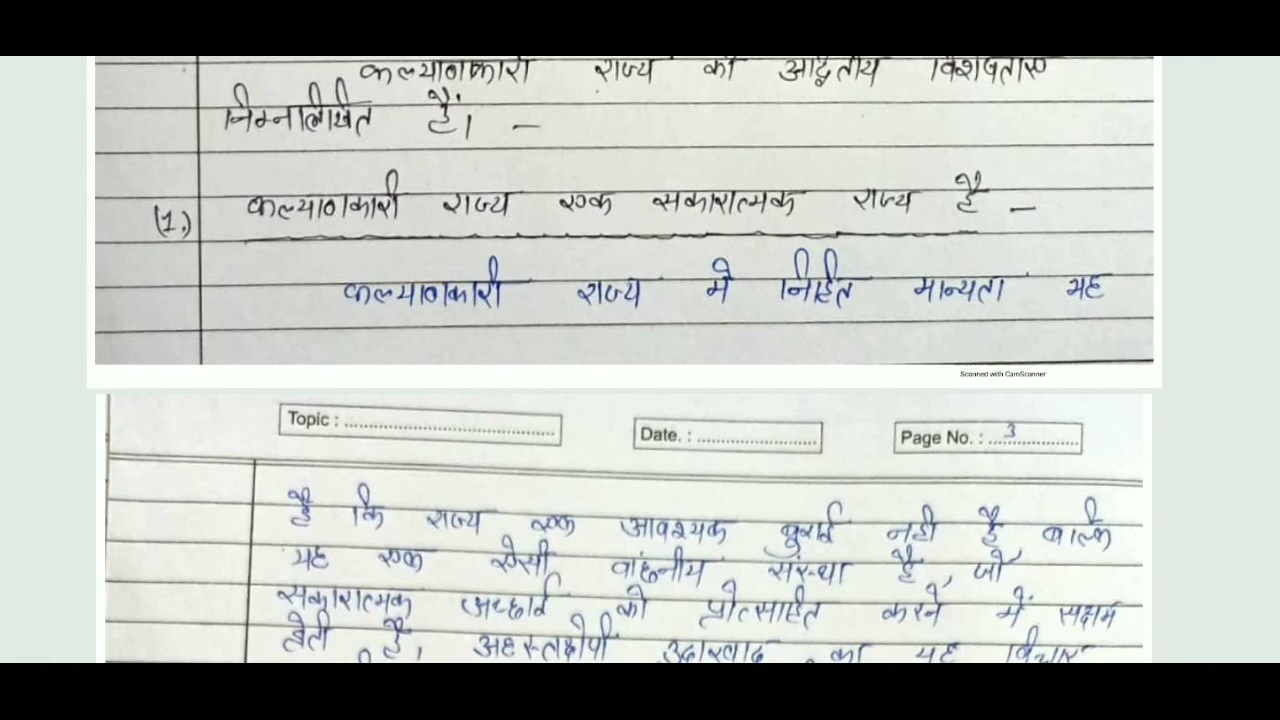 कल्याणकारी राज्य की अद्वितीय विशेषताएँ
निम्नलिखित हैं। -
(1.) कल्याणकारी राज्य एक सकारात्मक राज्य है -
कल्याणकारी राज्य में निहित मान्यता यह
Scanned with CamScanner
Topic : ........ Date. : ........ Page No. : 3
है कि राज्य एक आवश्यक बुराई नही है बल्कि
यह एक ऐसी वांछनीय संस्था है, जो
सकारात्मक अच्छाई को प्रोत्साहित करने में सक्षम
होती है, अहस्तक्षेपी उदारवाद का यह विचार